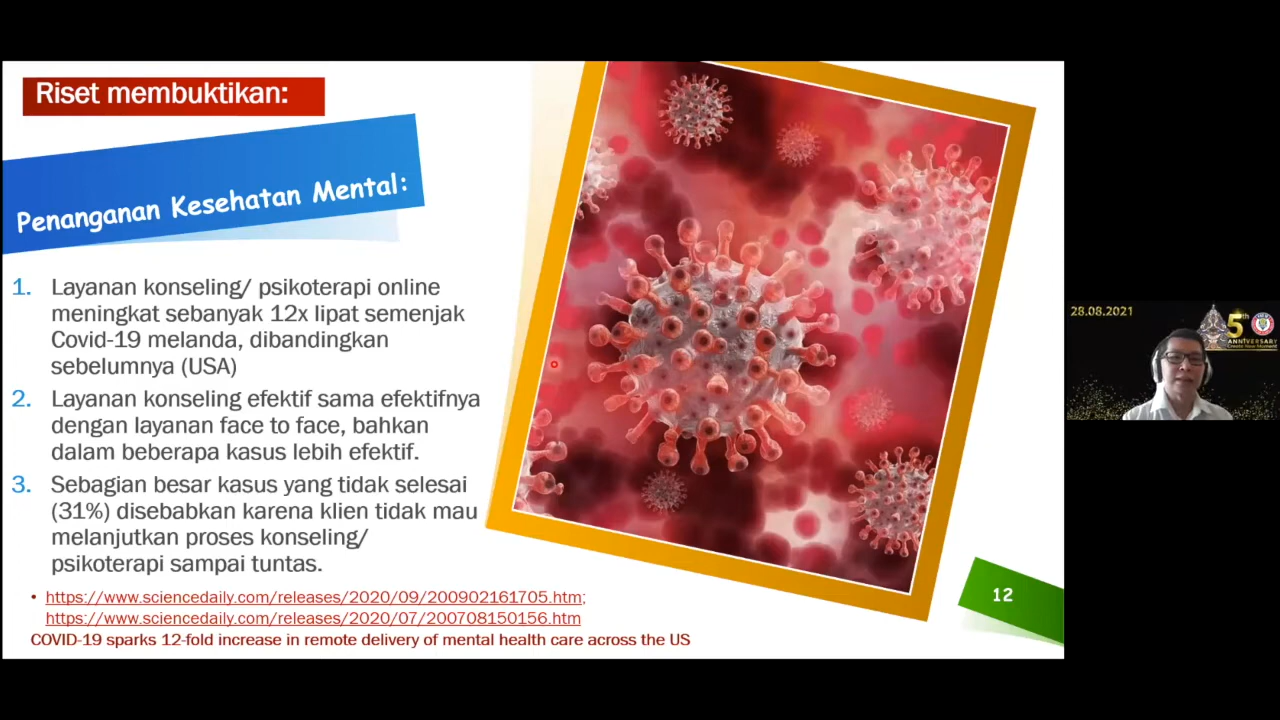 Riset membuktikan:
Penanganan Kesehatan Mental:
1. Layanan konseling/ psikoterapi online
meningkat sebanyak 12x lipat semenjak
Covid-19 melanda, dibandingkan
sebelumnya (USA)
2. Layanan konseling efektif sama efektifnya
dengan layanan face to face, bahkan
dalam beberapa kasus lebih efektif.
3. Sebagian besar kasus yang tidak selesai
(31%) disebabkan karena klien tidak mau
melanjutkan proses konseling/
psikoterapi sampai tuntas.
• https://www.sciencedaily.com/releases/2020/09/200902161705.htm;
https://www.sciencedaily.com/releases/2020/07/200708150156.htm
COVID-19 sparks 12-fold increase in remote delivery of mental health care across the US
12
28.08.2021
5th
ANNIVERSARY
Create New Moment